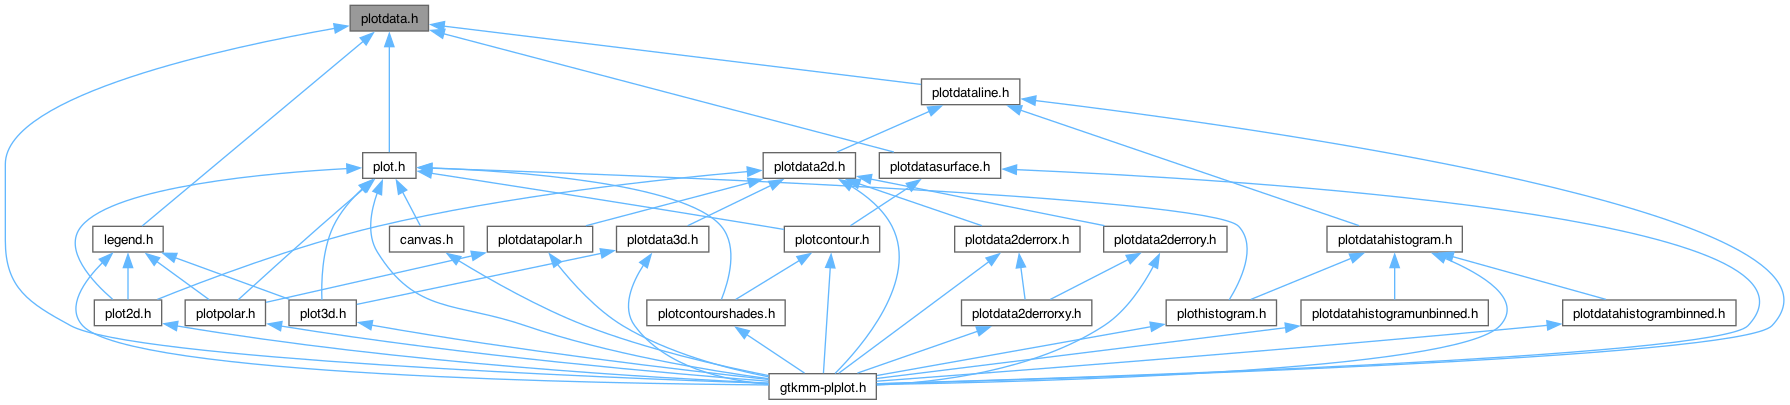 plotdata.h
plotdataline.h
plot.h
plotdata2d.h
plotdatasurface.h
legend.h
canvas.h
plotdatapolar.h
plotdata3d.h
plotcontour.h
plotdata2derrorx.h
plotdata2derrory.h
plotdatahistogram.h
plot2d.h
plotpolar.h
plot3d.h
plotcontourshades.h
plotdata2derrorxy.h
plothistogram.h
plotdatahistogramunbinned.h
plotdatahistogrambinned.h
gtkmm-plplot.h